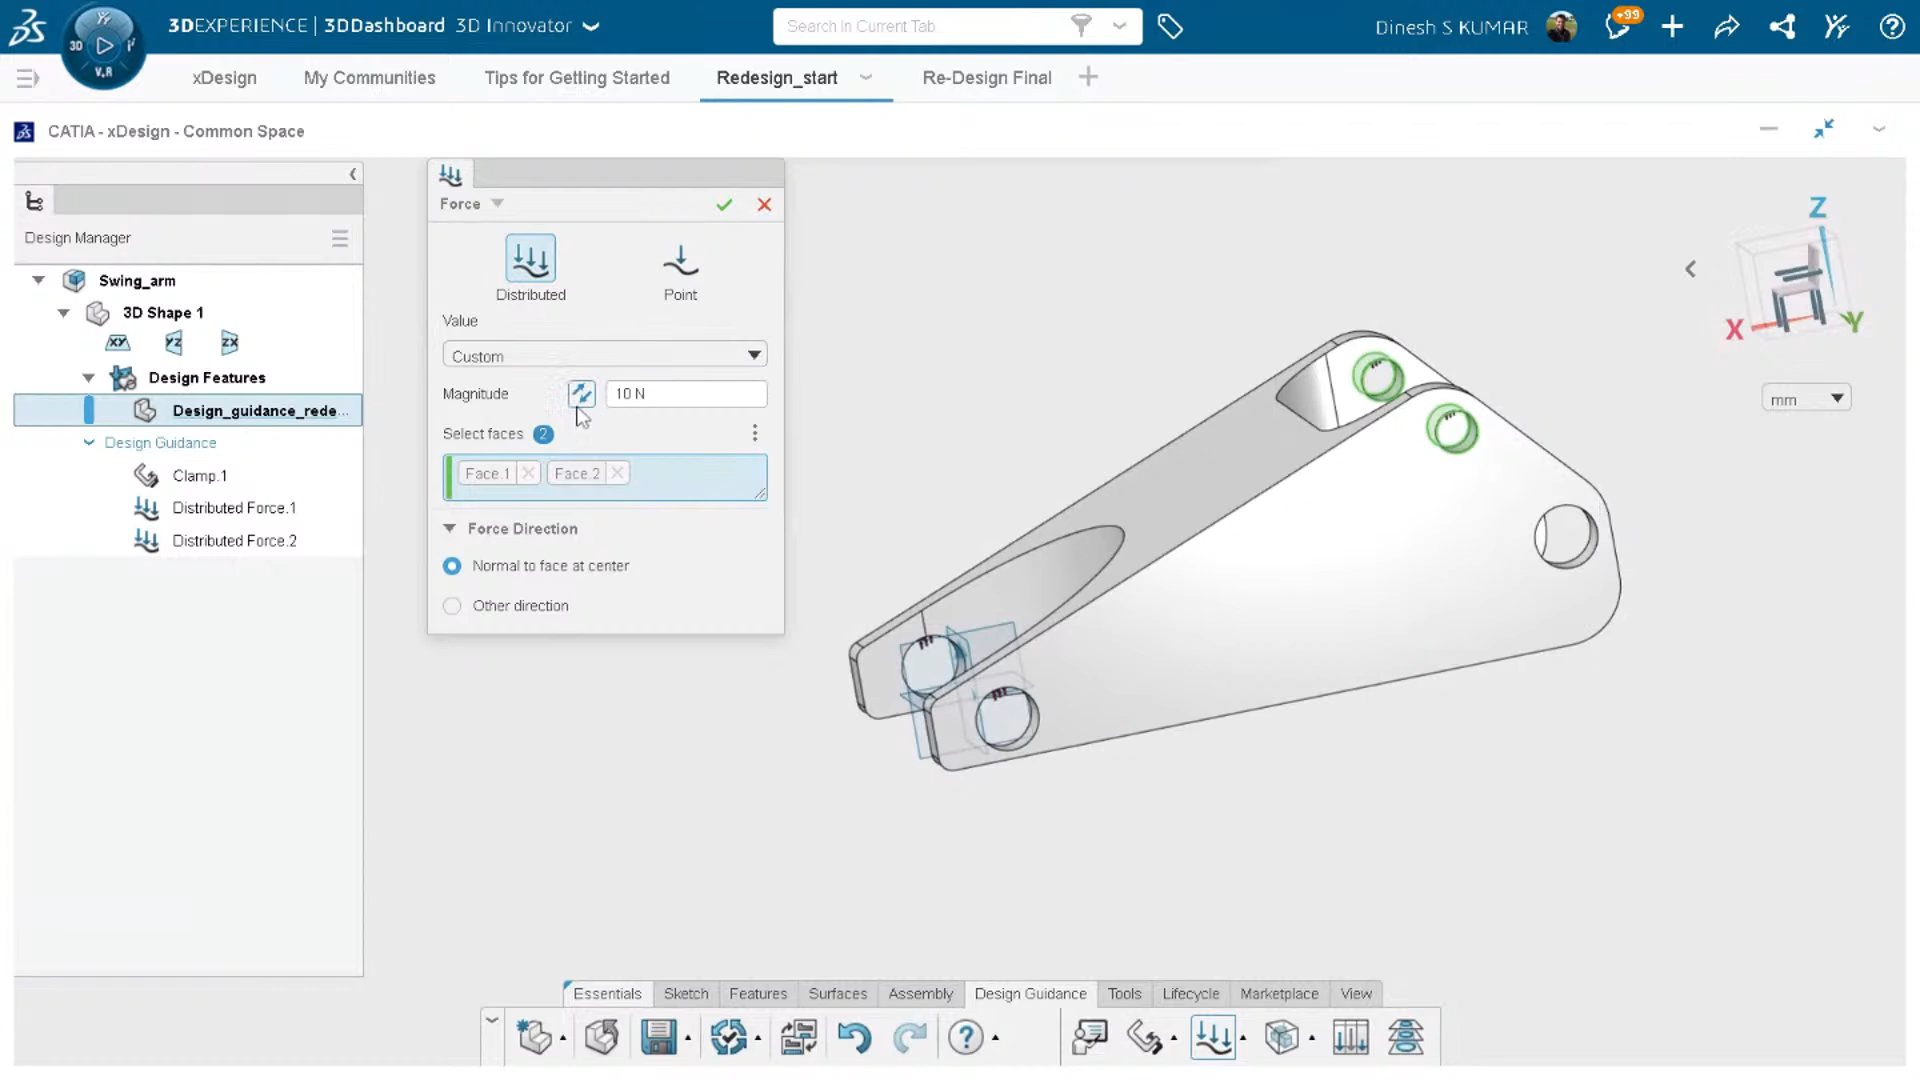 3DEXPERIENCE | 3DDashboard 3D Innovator
Search In Current Tab
Dinesh S KUMAR
+99
3D
V.R
xDesign
My Communities
Tips for Getting Started
Redesign_start
Re-Design Final
CATIA - xDesign - Common Space
Design Manager
Swing_arm
3D Shape 1
XY
YZ
ZX
Design Features
Design_guidance_rede...
Design Guidance
Clamp.1
Distributed Force.1
Distributed Force.2
Force
Distributed
Point
Value
Custom
Magnitude
10 N
Select faces
2
Face.1
Face.2
Force Direction
Normal to face at center
Other direction
Z
X
Y
mm
Essentials
Sketch
Features
Surfaces
Assembly
Design Guidance
Tools
Lifecycle
Marketplace
View